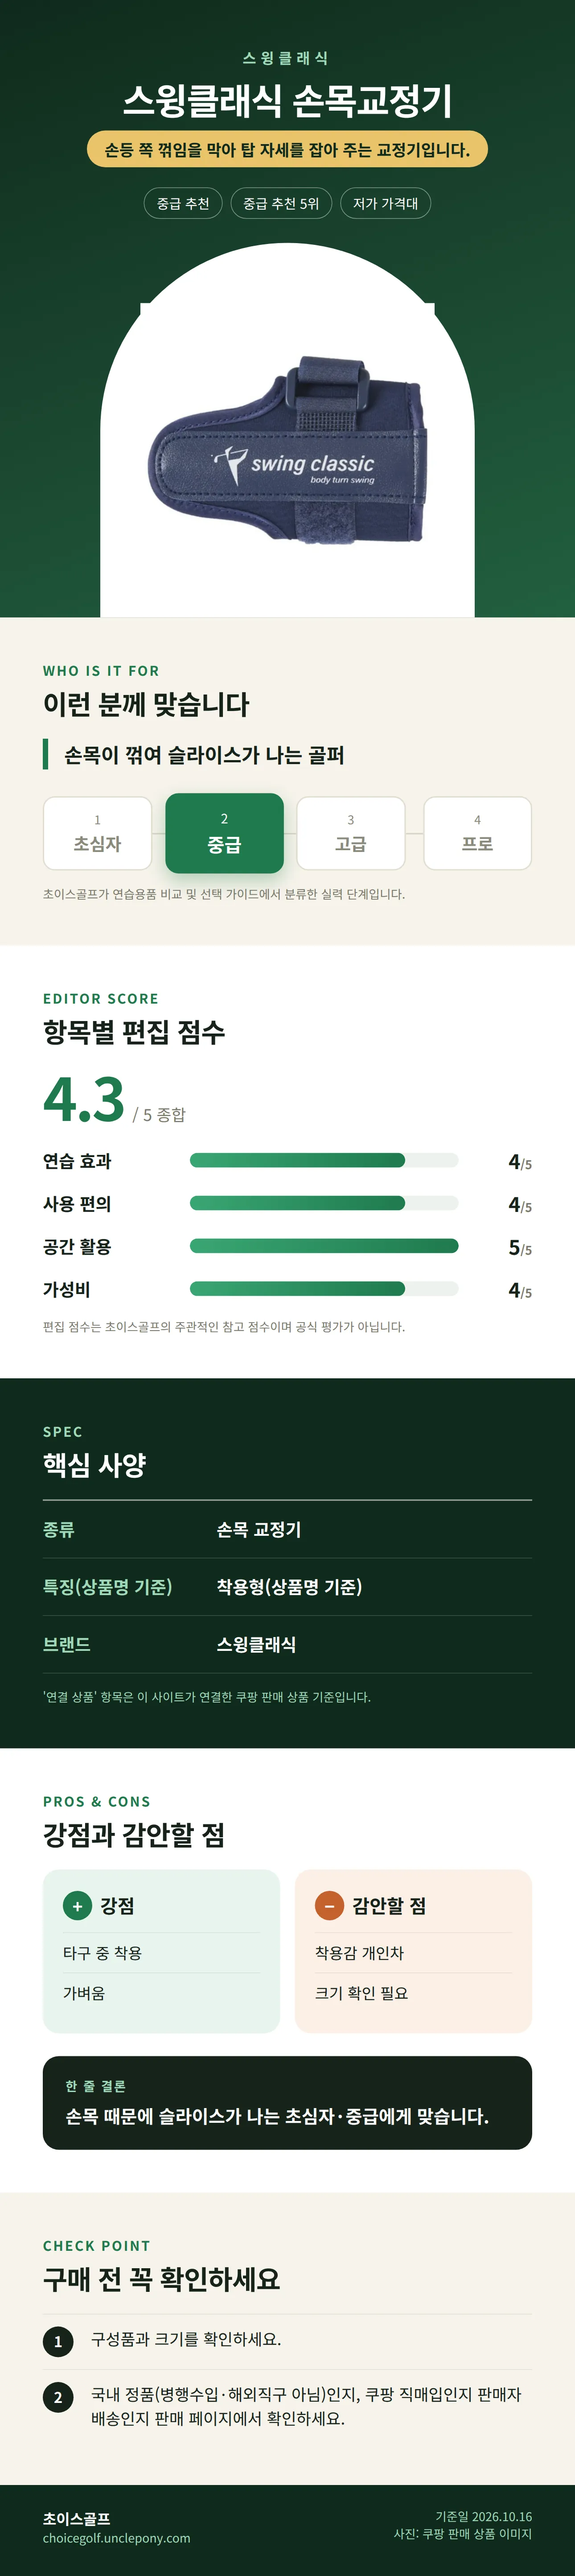 스윙클래식
스윙클래식 손목교정기
손등 쪽 꺾임을 막아 탑 자세를 잡아 주는 교정기입니다.
중급 추천
중급 추천 5위
저가 가격대
swing classic
body turn swing
WHO IS IT FOR
이런 분께 맞습니다
손목이 꺾여 슬라이스가 나는 골퍼
1
초심자
2
중급
3
고급
4
프로
초이스골프가 연습용품 비교 및 선택 가이드에서 분류한 실력 단계입니다.
EDITOR SCORE
항목별 편집 점수
4.3 / 5 종합
연습 효과 4/5
사용 편의 4/5
공간 활용 5/5
가성비 4/5
편집 점수는 초이스골프의 주관적인 참고 점수이며 공식 평가가 아닙니다.
SPEC
핵심 사양
종류 손목 교정기
특징(상품명 기준) 착용형(상품명 기준)
브랜드 스윙클래식
'연결 상품' 항목은 이 사이트가 연결한 쿠팡 판매 상품 기준입니다.
PROS & CONS
강점과 감안할 점
+ 강점
타구 중 착용
가벼움
− 감안할 점
착용감 개인차
크기 확인 필요
한 줄 결론
손목 때문에 슬라이스가 나는 초심자·중급에게 맞습니다.
CHECK POINT
구매 전 꼭 확인하세요
1 구성품과 크기를 확인하세요.
2 국내 정품(병행수입·해외직구 아님)인지, 쿠팡 직매입인지 판매자
배송인지 판매 페이지에서 확인하세요.
초이스골프
choicegolf.unclepony.com
기준일 2026.10.16
사진: 쿠팡 판매 상품 이미지